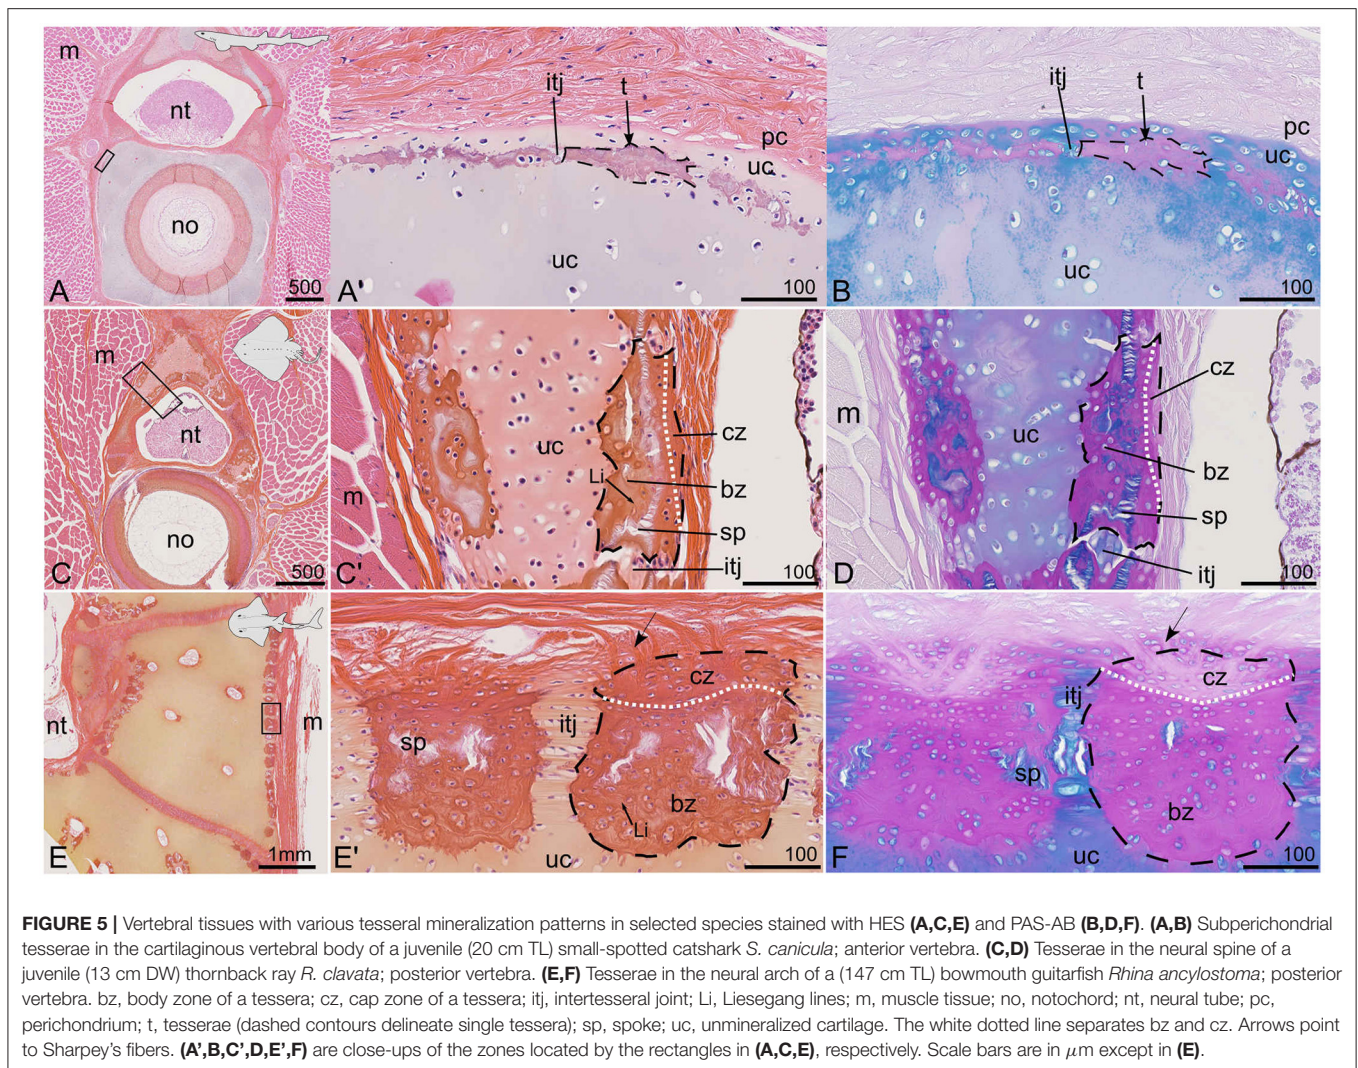 m
nt
no
A
500
itj
t
pc
uc
uc
A'
100
itj
t
pc
uc
uc
B
100
m
nt
no
C
500
uc
cz
Li
bz
m
sp
itj
C'
100
m
uc
cz
bz
sp
itj
D
100
nt
m
E
1mm
cz
itj
sp
bz
Li
uc
E'
100
cz
itj
sp
bz
uc
F
100
FIGURE 5 | Vertebral tissues with various tesseral mineralization patterns in selected species stained with HES (A,C,E) and PAS-AB (B,D,F). (A,B) Subperichondrial
tesserae in the cartilaginous vertebral body of a juvenile (20 cm TL) small-spotted catshark S. canicula; anterior vertebra. (C,D) Tesserae in the neural spine of a
juvenile (13 cm DW) thornback ray R. clavata; posterior vertebra. (E,F) Tesserae in the neural arch of a (147 cm TL) bowmouth guitarfish Rhina ancylostoma; posterior
vertebra. bz, body zone of a tessera; cz, cap zone of a tessera; itj, intertesseral joint; Li, Liesegang lines; m, muscle tissue; no, notochord; nt, neural tube; pc,
perichondrium; t, tesserae (dashed contours delineate single tessera); sp, spoke; uc, unmineralized cartilage. The white dotted line separates bz and cz. Arrows point
to Sharpey's fibers. (A',B,C',D,E',F) are close-ups of the zones located by the rectangles in (A,C,E), respectively. Scale bars are in μm except in (E).